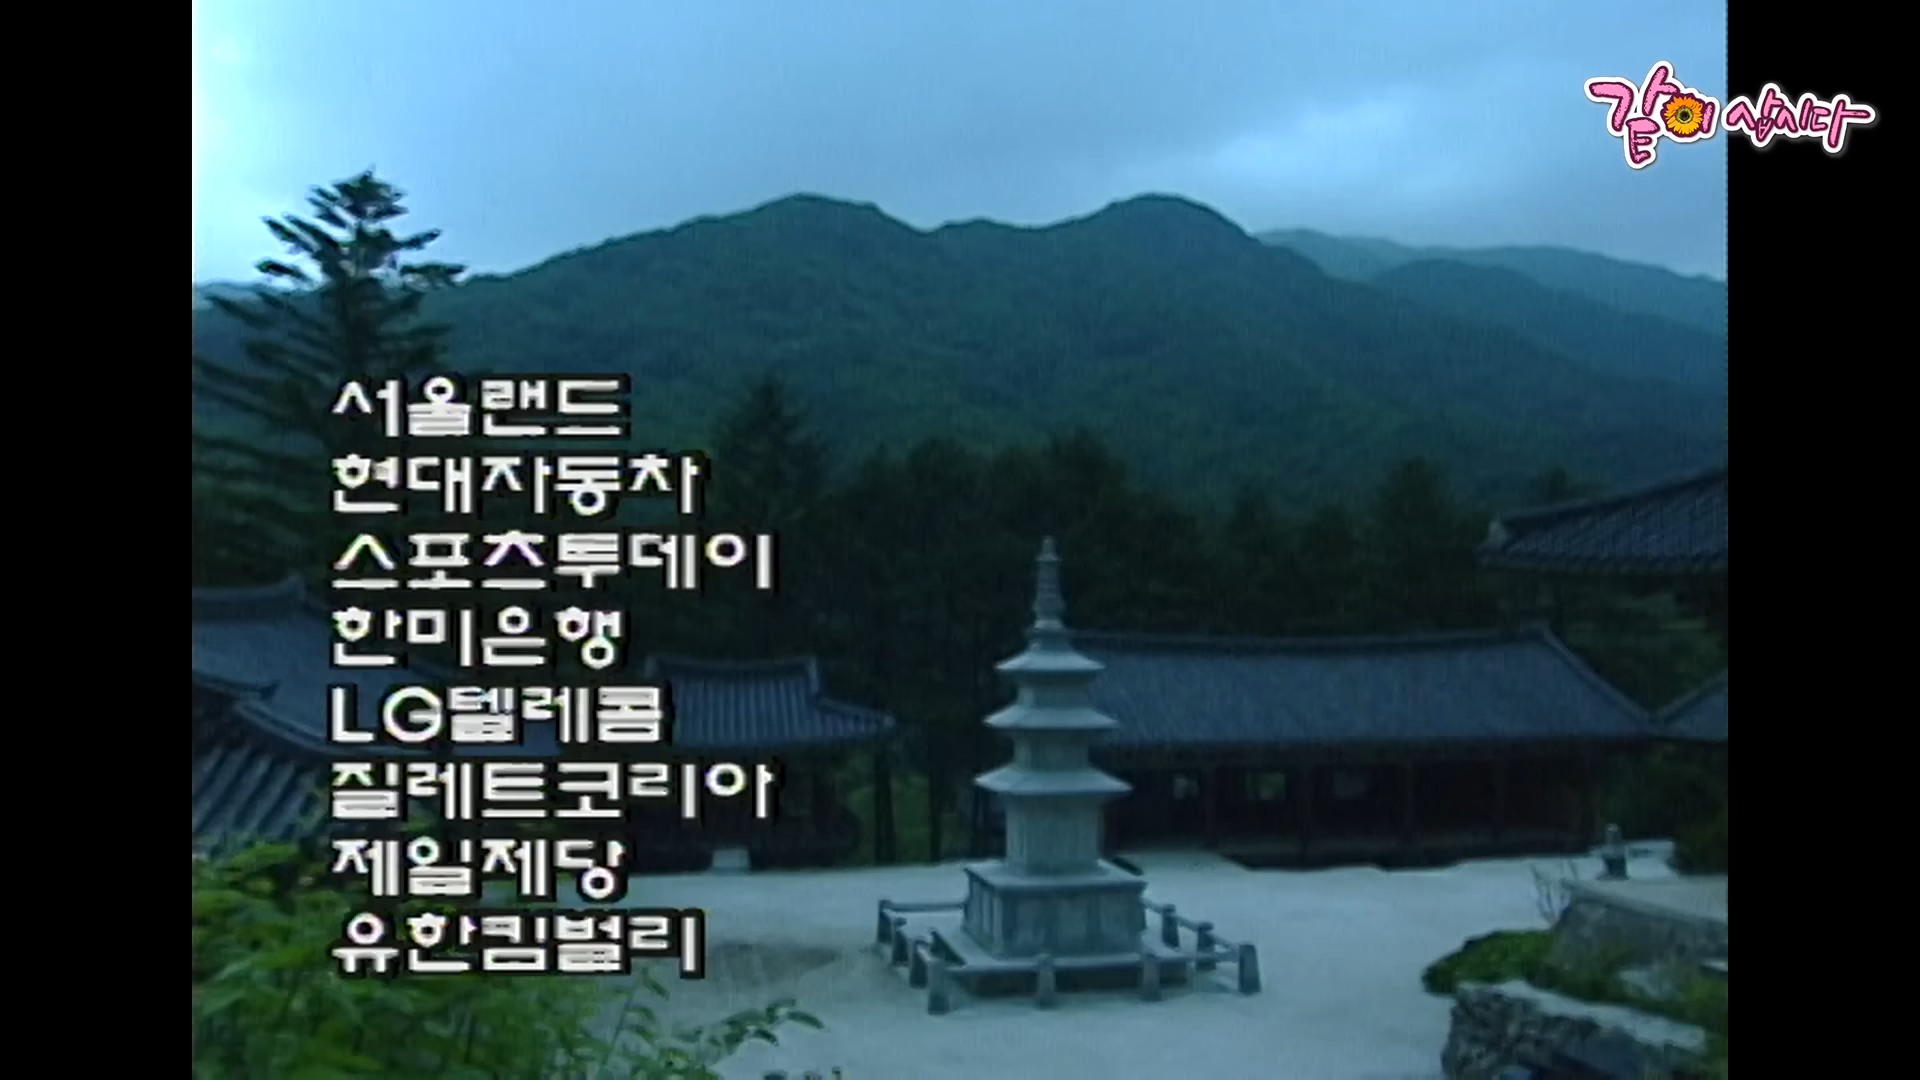 같이 삽시다
서울랜드
현대자동차
스포츠투데이
한미은행
LG텔레콤
질레트코리아
제일제당
유한킴벌리